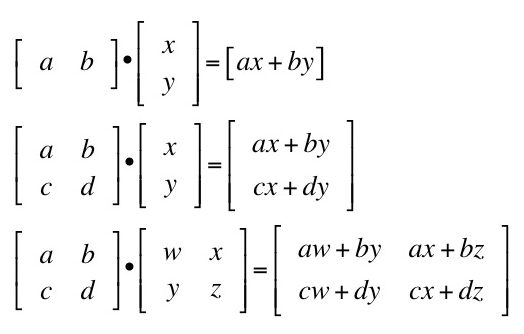 [ a b ] • [ x y ] = [ax + by]
[ a b c d ] • [ x y ] = [ ax + by cx + dy ]
[ a b c d ] • [ w x y z ] = [ aw + by ax + bz cw + dy cx + dz ]